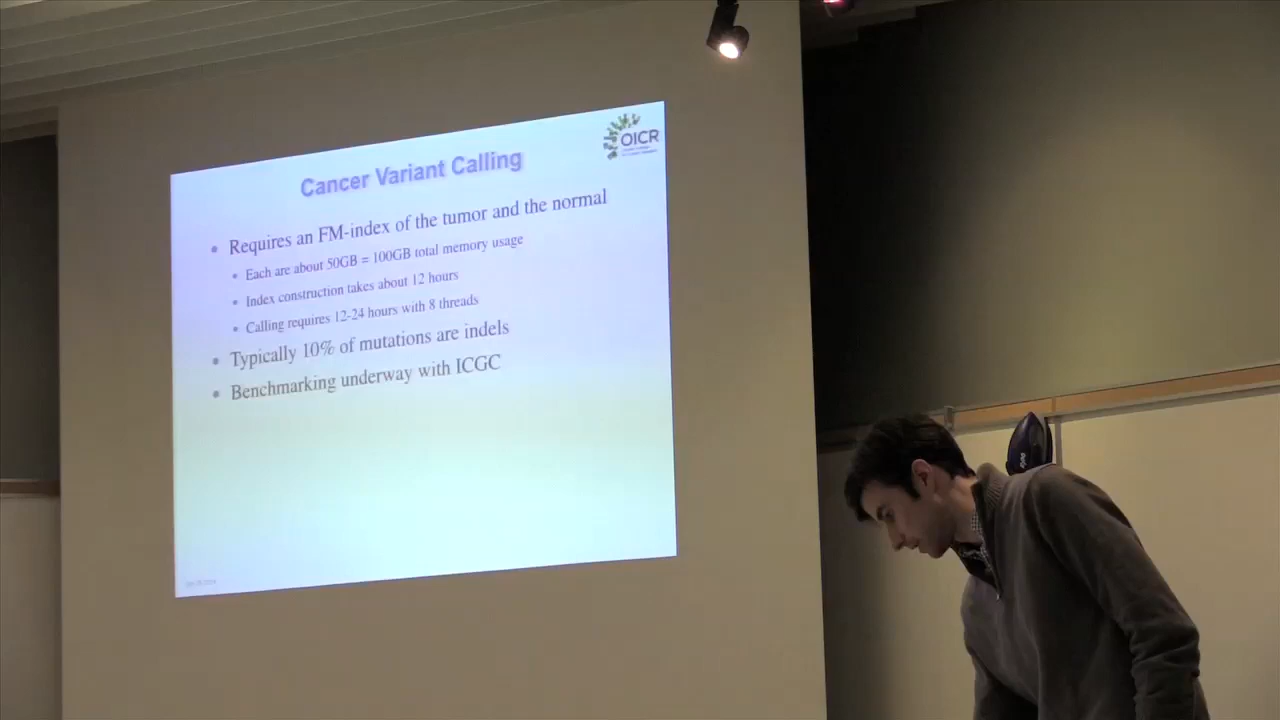 OICR
Cancer Variant Calling
• Requires an FM-index of the tumor and the normal
• Each are about 50GB = 100GB total memory usage
• Index construction takes about 12 hours
• Calling requires 12-24 hours with 8 threads
• Typically 10% of mutations are indels
• Benchmarking underway with ICGC